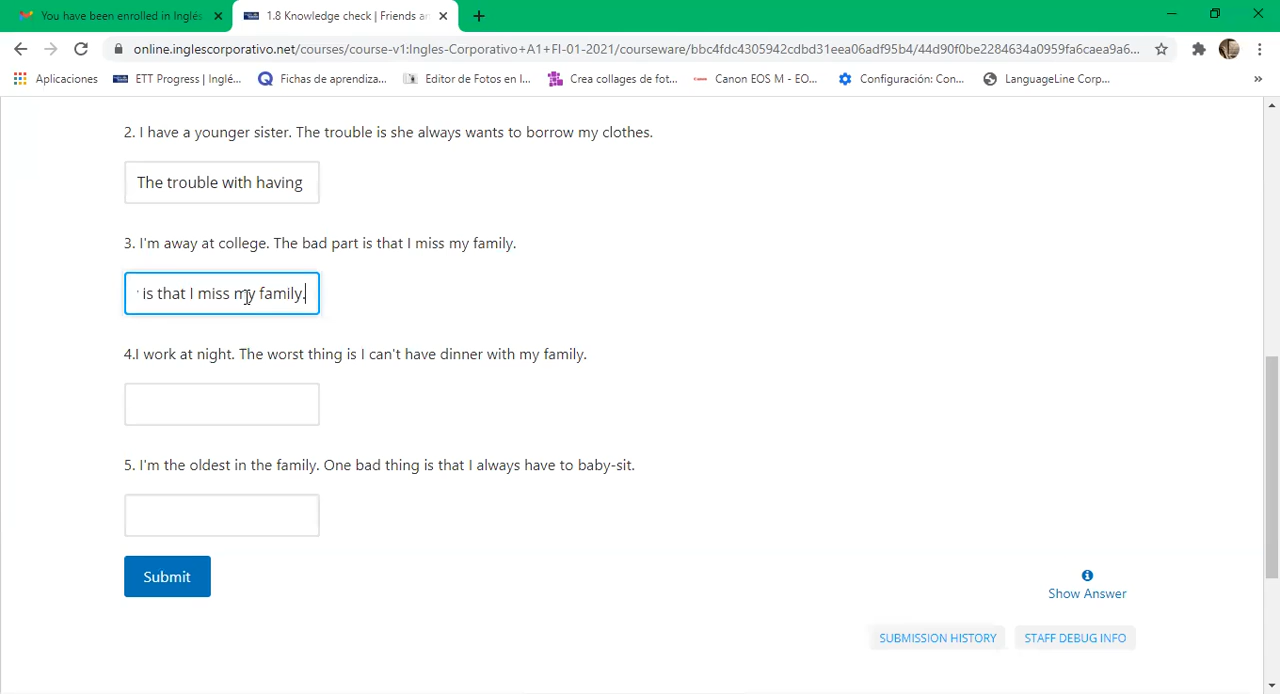 You have been enrolled in Inglés
1.8 Knowledge check | Friends an
online.inglescorporativo.net/courses/course-v1:Ingles-Corporativo+A1+FI-01-2021/courseware/bbc4fdc4305942cdbd31eea06adf95b4/44d90f0be2284634a0959fa6caea9a6...
Aplicaciones
ETT Progress | Inglé...
Fichas de aprendiza...
Editor de Fotos en l...
Crea collages de fot...
Canon EOS M - EO...
Configuración: Con...
LanguageLine Corp...
»
2. I have a younger sister. The trouble is she always wants to borrow my clothes.
The trouble with having
3. I'm away at college. The bad part is that I miss my family.
is that I miss my family.
4.I work at night. The worst thing is I can't have dinner with my family.
5. I'm the oldest in the family. One bad thing is that I always have to baby-sit.
Submit
Show Answer
SUBMISSION HISTORY
STAFF DEBUG INFO